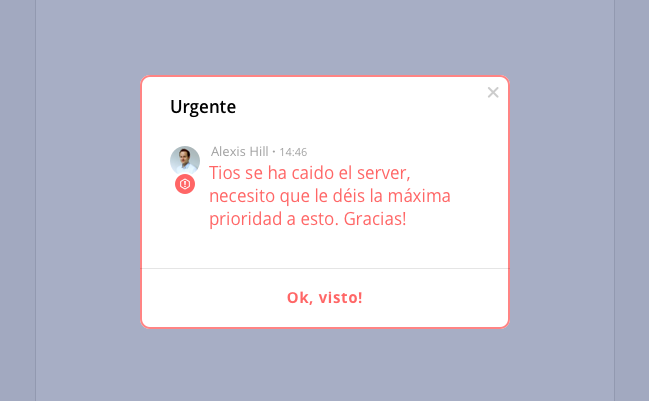 Urgente
Alexis Hill • 14:46
Tios se ha caido el server,
necesito que le déis la máxima
prioridad a esto. Gracias!
Ok, visto!